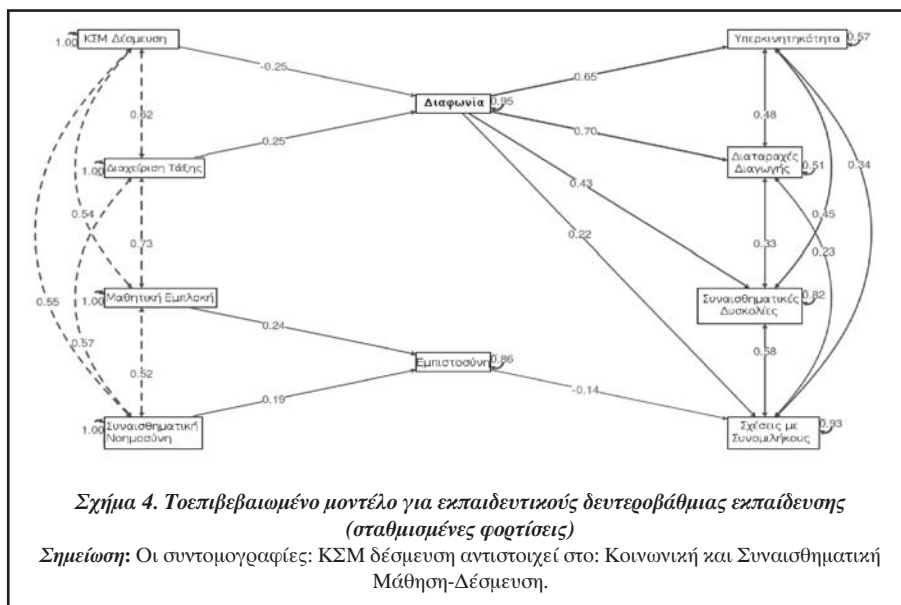 ΚΣΜ Δέσμευση
1.00
Υπερκινητηκότητα
0.57
-0.25
0.65
Διαφωνία
0.95
0.62
0.25
0.70
0.48
Διαχείριση Τάξης
1.00
Διαταραχές
Διαγωγής
0.51
0.43
0.34
0.54
0.22
0.45
0.73
0.33
0.23
Μαθητική Εμπλοκή
1.00
Συναισθηματικές
Δυσκολίες
0.82
0.55
0.24
0.57
0.52
Εμπιστοσύνη
0.86
0.58
0.19
-0.14
Συναισθηματική
Νοημοσύνη
1.00
Σχέσεις με
Συνομιλήκους
0.93
Σχήμα 4. Τοεπιβεβαιωμένο μοντέλο για εκπαιδευτικούς δευτεροβάθμιας εκπαίδευσης
(σταθμισμένες φορτίσεις)
Σημείωση: Οι συντομογραφίες: ΚΣΜ δέσμευση αντιστοιχεί στο: Κοινωνική και Συναισθηματική
Μάθηση-Δέσμευση.